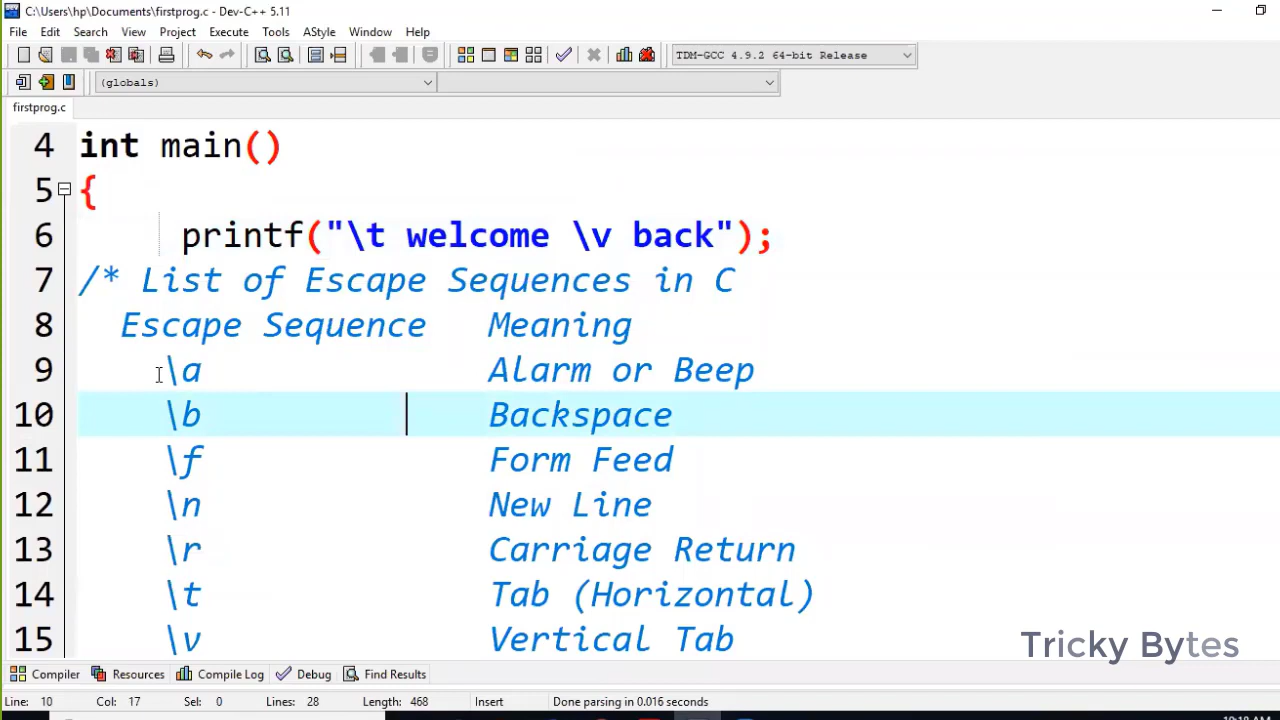 C:\Users\hp\Documents\firstprog.c - Dev-C++ 5.11
File Edit Search View Project Execute Tools AStyle Window Help
TDM-GCC 4.9.2 64-bit Release
(globals)
firstprog.c
4 int main()
5 {
6 printf("\t welcome \v back");
7 /* List of Escape Sequences in C
8 Escape Sequence Meaning
9 \a Alarm or Beep
10 \b Backspace
11 \f Form Feed
12 \n New Line
13 \r Carriage Return
14 \t Tab (Horizontal)
15 \v Vertical Tab
Tricky Bytes
Compiler Resources Compile Log Debug Find Results
Line: 10 Col: 17 Sel: 0 Lines: 28 Length: 468 Insert Done parsing in 0.016 seconds